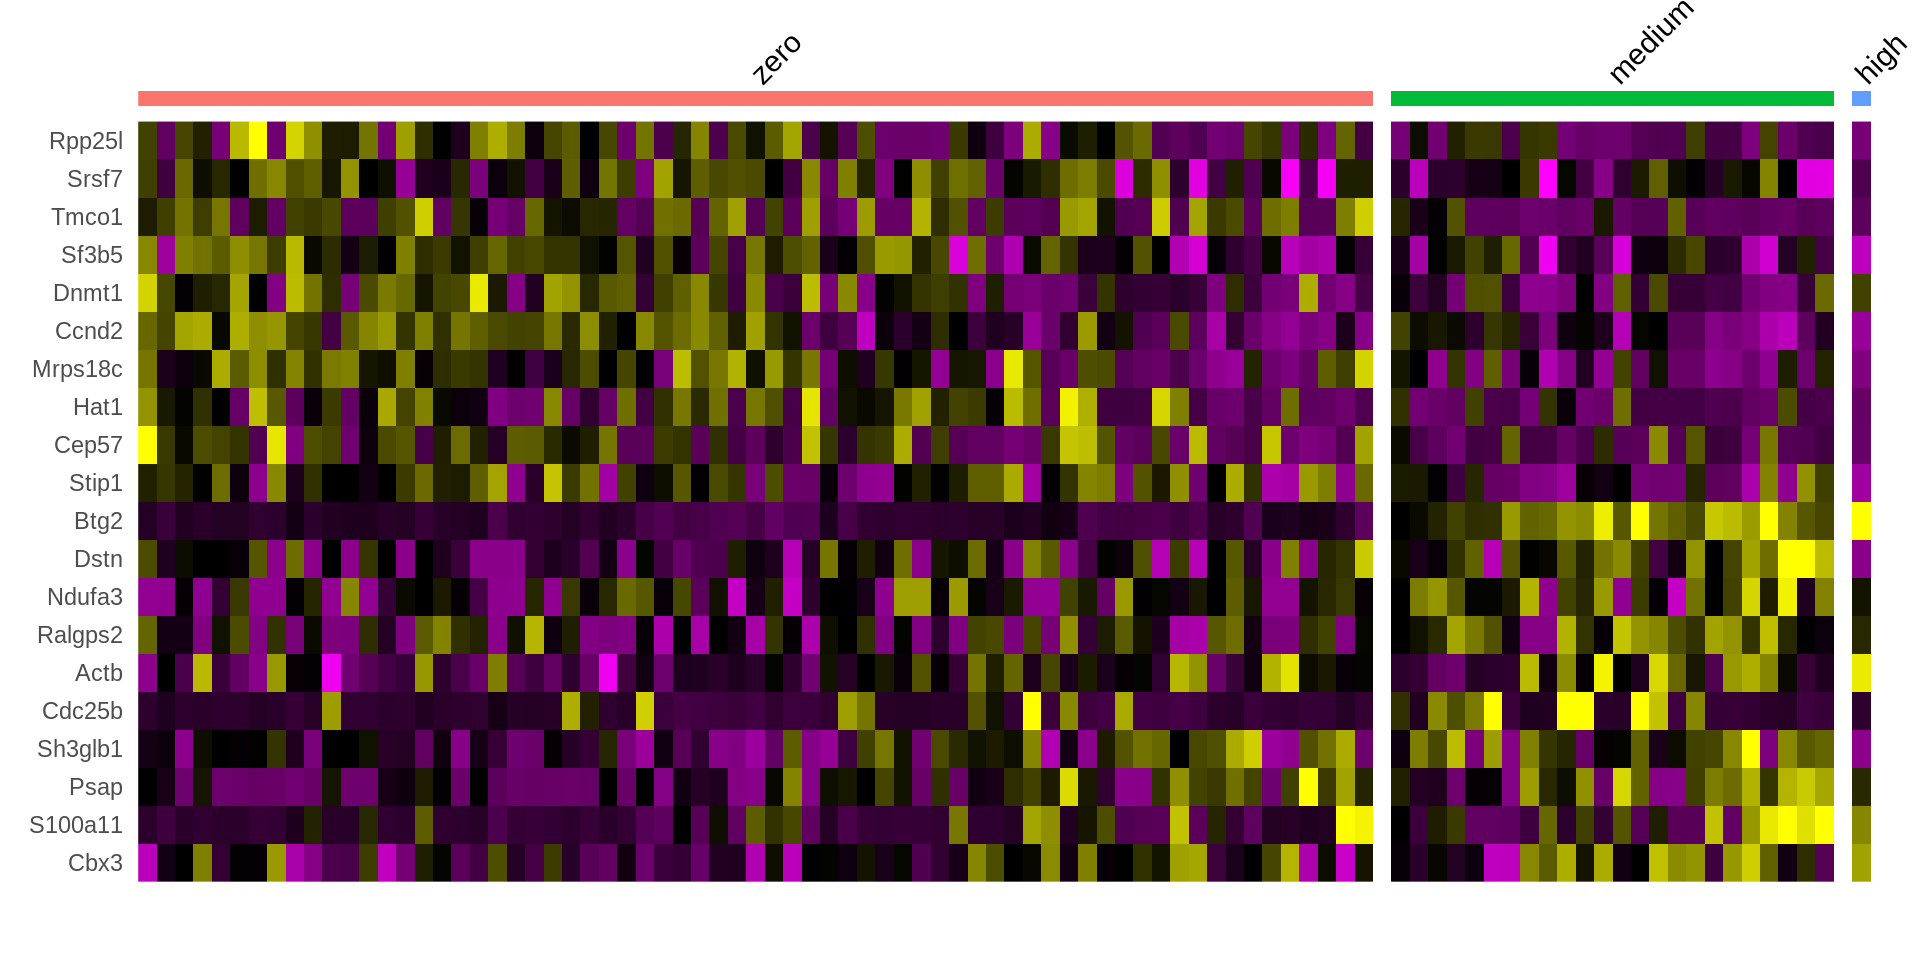 zero
medium
high
Rpp25l
Srsf7
Tmco1
Sf3b5
Dnmt1
Ccnd2
Mrps18c
Hat1
Cep57
Stip1
Btg2
Dstn
Ndufa3
Ralgps2
Actb
Cdc25b
Sh3glb1
Psap
S100a11
Cbx3